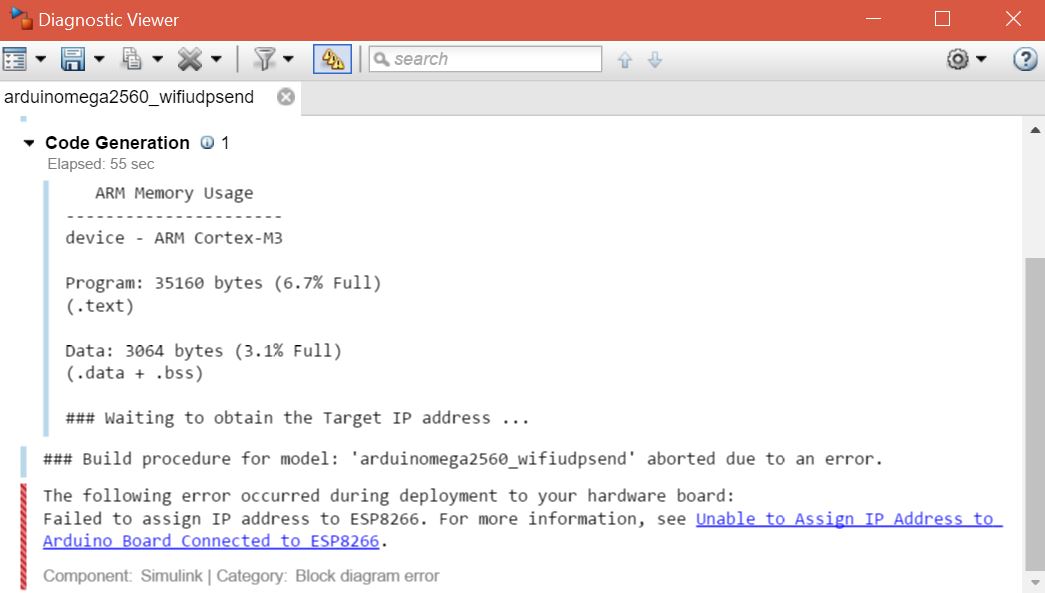 Diagnostic Viewer
search
arduinomega2560_wifiudpsend
Code Generation 1
Elapsed: 55 sec
ARM Memory Usage
----------------------
device - ARM Cortex-M3
Program: 35160 bytes (6.7% Full)
(.text)
Data: 3064 bytes (3.1% Full)
(.data + .bss)
### Waiting to obtain the Target IP address ...
### Build procedure for model: 'arduinomega2560_wifiudpsend' aborted due to an error.
The following error occurred during deployment to your hardware board:
Failed to assign IP address to ESP8266. For more information, see Unable to Assign IP Address to
Arduino Board Connected to ESP8266.
Component: Simulink | Category: Block diagram error